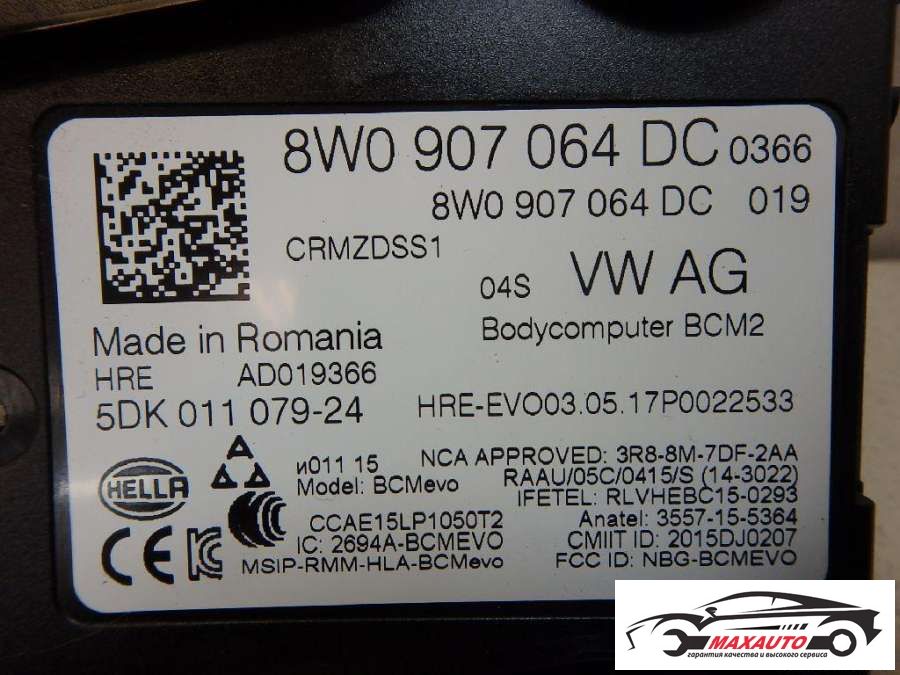 8W0 907 064 DC 0366
8W0 907 064 DC 019
CRMZDSS1
04S VW AG
Bodycomputer BCM2
Made in Romania
HRE AD019366
5DK 011 079-24
HRE-EVO03.05.17P0022533
и011 15
Model: BCMevo
NCA APPROVED: 3R8-8M-7DF-2AA
RAAU/05C/0415/S (14-3022)
IFETEL: RLVHEBC15-0293
HELLA
CCAE15LP1050T2
IC: 2694A-BCMEVO
MSIP-RMM-HLA-BCMevo
Anatel: 3557-15-5364
CMIIT ID: 2015DJ0207
FCC ID: NBG-BCMEVO
CE
MAXAUTO
гарантия качества и высокого сервиса